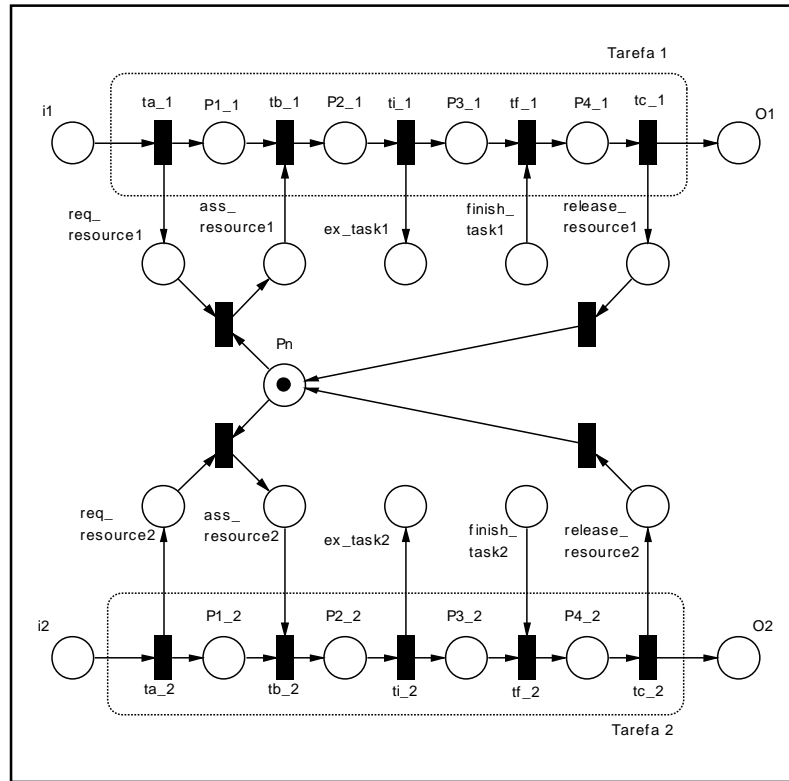 Tarefa 1
i1
ta_1
P1_1
tb_1
P2_1
ti_1
P3_1
tf_1
P4_1
tc_1
O1
req_
resource1
ass_
resource1
ex_task1
finish_
task1
release_
resource1
Pn
req_
resource2
ass_
resource2
ex_task2
finish_
task2
release_
resource2
i2
P1_2
P2_2
P3_2
P4_2
O2
ta_2
tb_2
ti_2
tf_2
tc_2
Tarefa 2